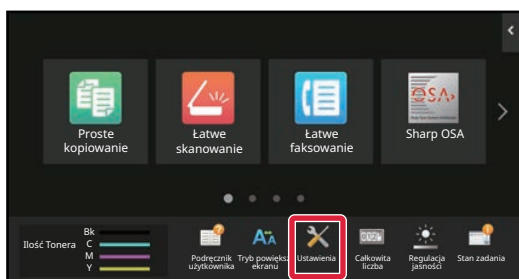 Proste
kopiowanie
Łatwe
skanowanie
Łatwe
faksowanie
OSA
Sharp OSA
Ilość Tonera
Bk
C
M
Y
Podręcznik
użytkownika
Tryb powiększ
ekranu
Ustawienia
Całkowita
liczba
Regulacja
jasności
Stan zadania